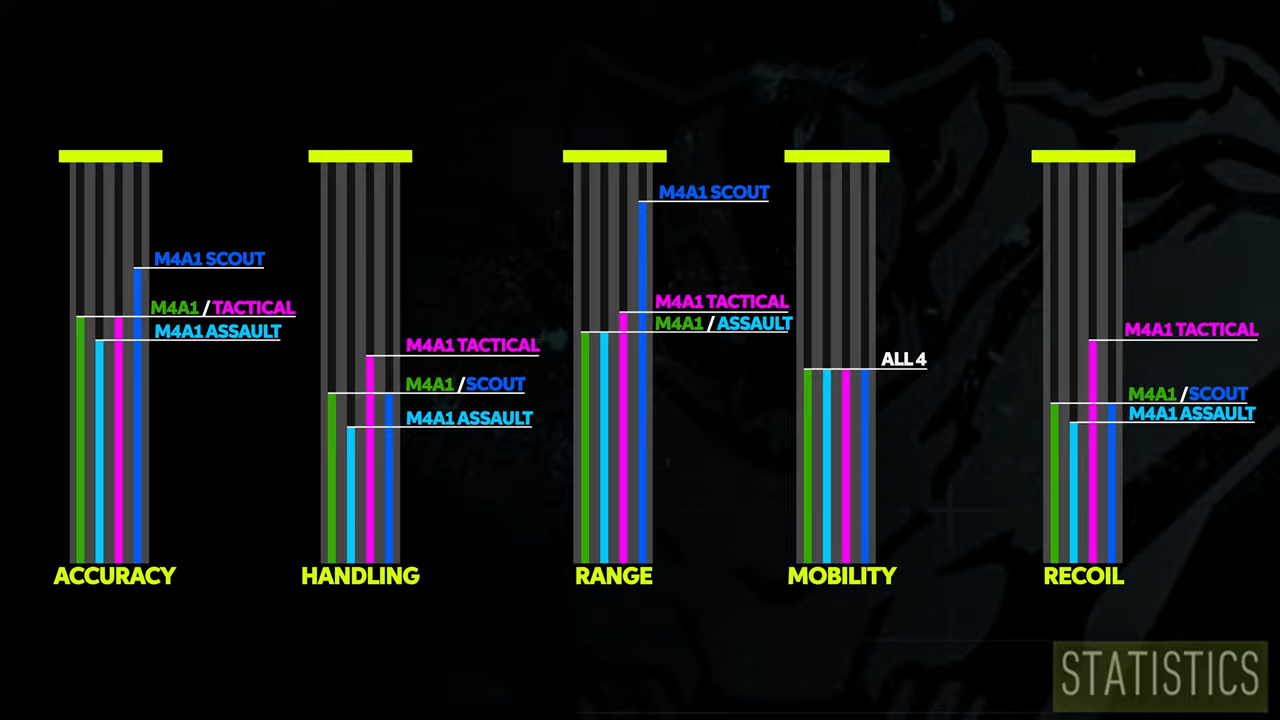 M4A1 SCOUT
M4A1 / TACTICAL
M4A1 ASSAULT
ACCURACY
M4A1 TACTICAL
M4A1 / SCOUT
M4A1 ASSAULT
HANDLING
M4A1 SCOUT
M4A1 TACTICAL
M4A1 / ASSAULT
RANGE
ALL 4
MOBILITY
M4A1 TACTICAL
M4A1 / SCOUT
M4A1 ASSAULT
RECOIL
STATISTICS